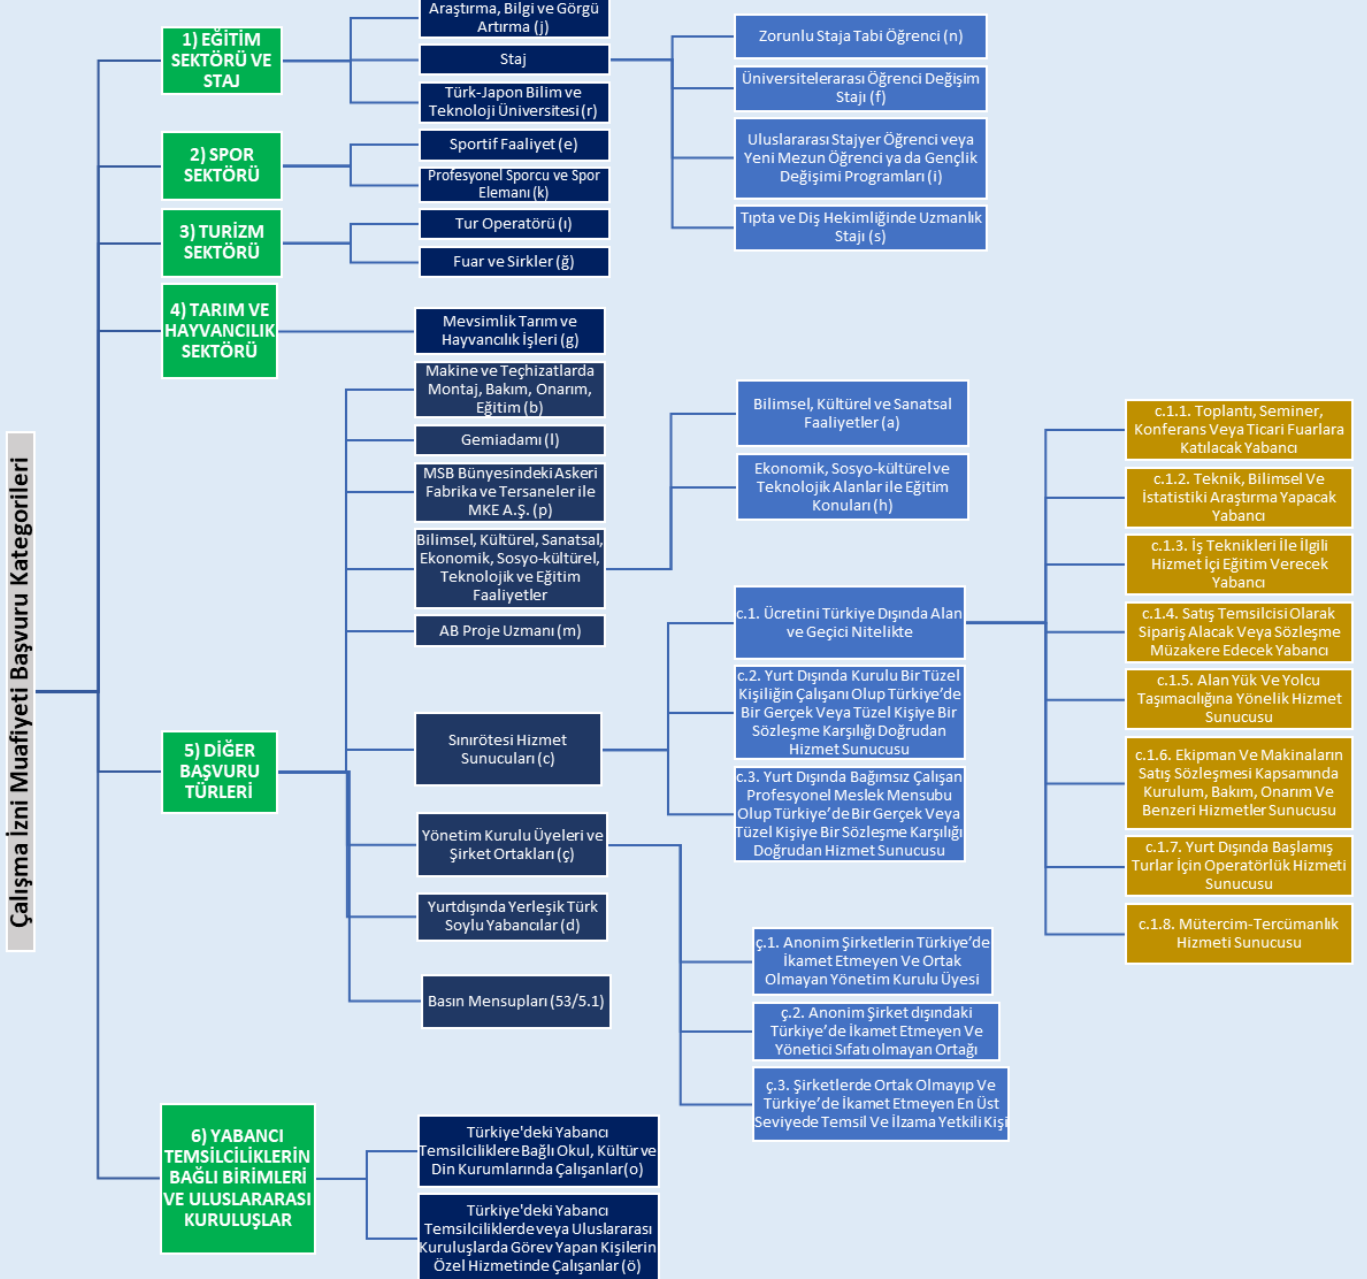 Çalışma İzni Muafiyeti Başvuru Kategorileri
1) EĞİTİM
SEKTÖRÜ VE
STAJ
Araştırma, Bilgi ve Görgü
Artırma (j)
Staj
Türk-Japon Bilim ve
Teknoloji Üniversitesi (r)
Zorunlu Staja Tabi Öğrenci (n)
Üniversitelerarası Öğrenci Değişim
Stajı (f)
Uluslararası Stajyer Öğrenci veya
Yeni Mezun Öğrenci ya da Gençlik
Değişimi Programları (i)
Tıpta ve Diş Hekimliğinde Uzmanlık
Stajı (s)
2) SPOR
SEKTÖRÜ
Sportif Faaliyet (e)
Profesyonel Sporcu ve Spor
Elemanı (k)
3) TURİZM
SEKTÖRÜ
Tur Operatörü (ı)
Fuar ve Sirkler (ğ)
4) TARIM VE
HAYVANCILIK
SEKTÖRÜ
Mevsimlik Tarım ve
Hayvancılık İşleri (g)
5) DİĞER
BAŞVURU
TÜRLERİ
Makine ve Teçhizatlarda
Montaj, Bakım, Onarım,
Eğitim (b)
Gemiadamı (l)
MSB Bünyesindeki Askeri
Fabrika ve Tersaneler ile
MKE A.Ş. (p)
Bilimsel, Kültürel, Sanatsal,
Ekonomik, Sosyo-kültürel,
Teknolojik ve Eğitim
Faaliyetler
Bilimsel, Kültürel ve Sanatsal
Faaliyetler (a)
Ekonomik, Sosyo-kültürel ve
Teknolojik Alanlar ile Eğitim
Konuları (h)
AB Proje Uzmanı (m)
Sınırötesi Hizmet
Sunucuları (c)
c.1. Ücretini Türkiye Dışında Alan
ve Geçici Nitelikte
c.1.1. Toplantı, Seminer,
Konferans Veya Ticari Fuarlara
Katılacak Yabancı
c.1.2. Teknik, Bilimsel Ve
İstatistiki Araştırma Yapacak
Yabancı
c.1.3. İş Teknikleri İle İlgili
Hizmet İçi Eğitim Verecek
Yabancı
c.1.4. Satış Temsilcisi Olarak
Sipariş Alacak Veya Sözleşme
Müzakere Edecek Yabancı
c.1.5. Alan Yük Ve Yolcu
Taşımacılığına Yönelik Hizmet
Sunucusu
c.1.6. Ekipman Ve Makinaların
Satış Sözleşmesi Kapsamında
Kurulum, Bakım, Onarım Ve
Benzeri Hizmetler Sunucusu
c.1.7. Yurt Dışında Başlamış
Turlar İçin Operatörlük Hizmeti
Sunucusu
c.1.8. Mütercim-Tercümanlık
Hizmeti Sunucusu
c.2. Yurt Dışında Kurulu Bir Tüzel
Kişiliğin Çalışanı Olup Türkiye'de
Bir Gerçek Veya Tüzel Kişiye Bir
Sözleşme Karşılığı Doğrudan
Hizmet Sunucusu
c.3. Yurt Dışında Bağımsız Çalışan
Profesyonel Meslek Mensubu
Olup Türkiye'de Bir Gerçek Veya
Tüzel Kişiye Bir Sözleşme Karşılığı
Doğrudan Hizmet Sunucusu
Yönetim Kurulu Üyeleri ve
Şirket Ortakları (ç)
ç.1. Anonim Şirketlerin Türkiye'de
İkamet Etmeyen Ve Ortak
Olmayan Yönetim Kurulu Üyesi
ç.2. Anonim Şirket dışındaki
Türkiye'de İkamet Etmeyen Ve
Yönetici Sıfatı olmayan Ortağı
ç.3. Şirketlerde Ortak Olmayıp Ve
Türkiye'de İkamet Etmeyen En Üst
Seviyede Temsil Ve İlzama Yetkili Kişi
Yurtdışında Yerleşik Türk
Soylu Yabancılar (d)
Basın Mensupları (53/5.1)
6) YABANCI
TEMSİLCİLİKLERİN
BAĞLI BİRİMLERİ
VE ULUSLARARASI
KURULUŞLAR
Türkiye'deki Yabancı
Temsilciliklere Bağlı Okul, Kültür ve
Din Kurumlarında Çalışanlar(o)
Türkiye'deki Yabancı
Temsilciliklerde veya Uluslararası
Kuruluşlarda Görev Yapan Kişilerin
Özel Hizmetinde Çalışanlar (ö)